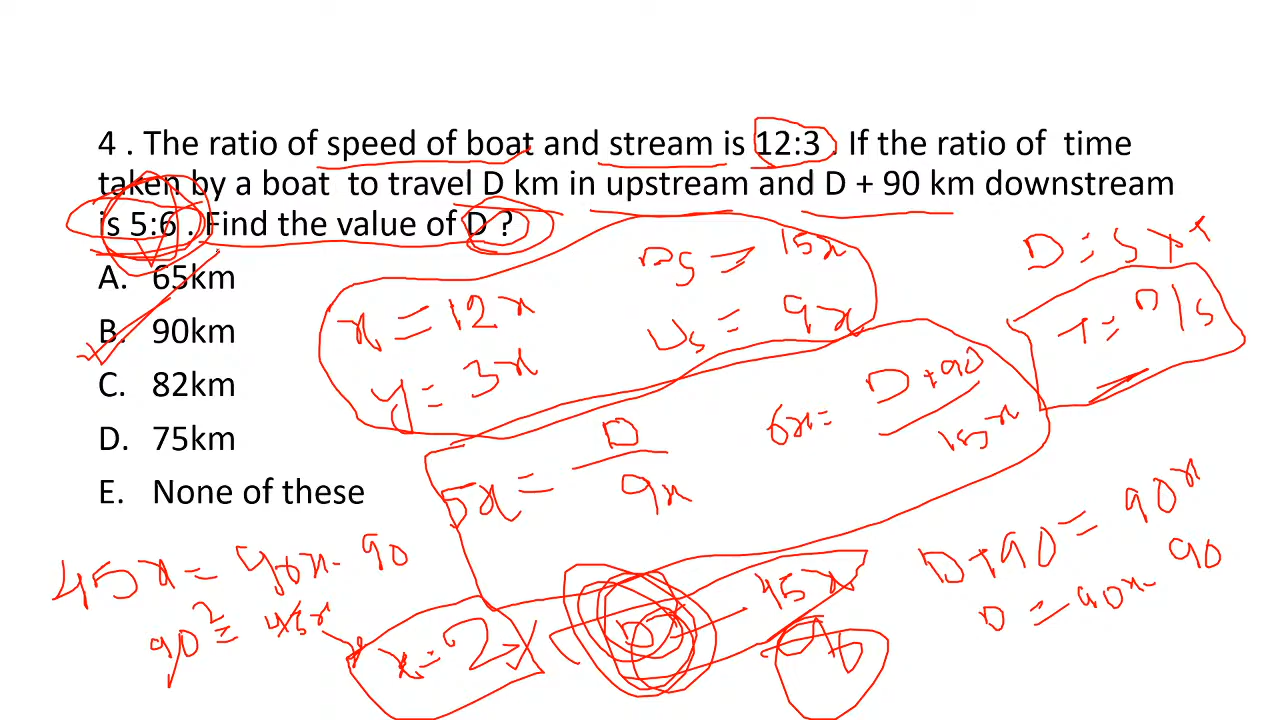 4 . The ratio of speed of boat and stream is 12:3 . If the ratio of time
taken by a boat to travel D km in upstream and D + 90 km downstream
is 5:6 . Find the value of D ?
A. 65km
B. 90km
C. 82km
D. 75km
E. None of these
x = 12x
y = 3x
DS = 15x
US = 9x
D = S x T
T = D/S
5x = D
9x
6x = D+90
15x
D+90 = 90x
D = 90x - 90
45x = 90x - 90
90 = 45x
x = 2
D = 45x
90